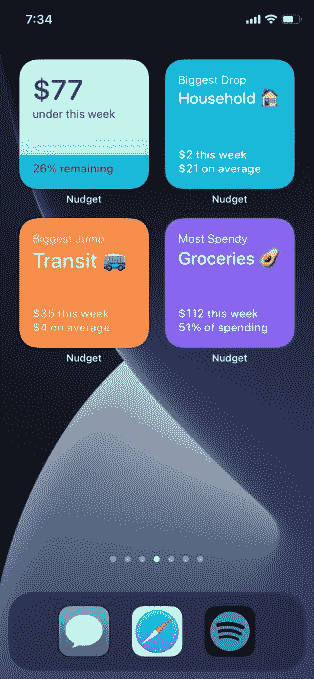 7:34
$77
under this week
26% remaining
Nudget
Biggest Drop
Household
$2 this week
$21 on average
Nudget
Biggest Jump
Transit
$35 this week
$4 on average
Nudget
Most Spendy
Groceries
$112 this week
51% of spending
Nudget